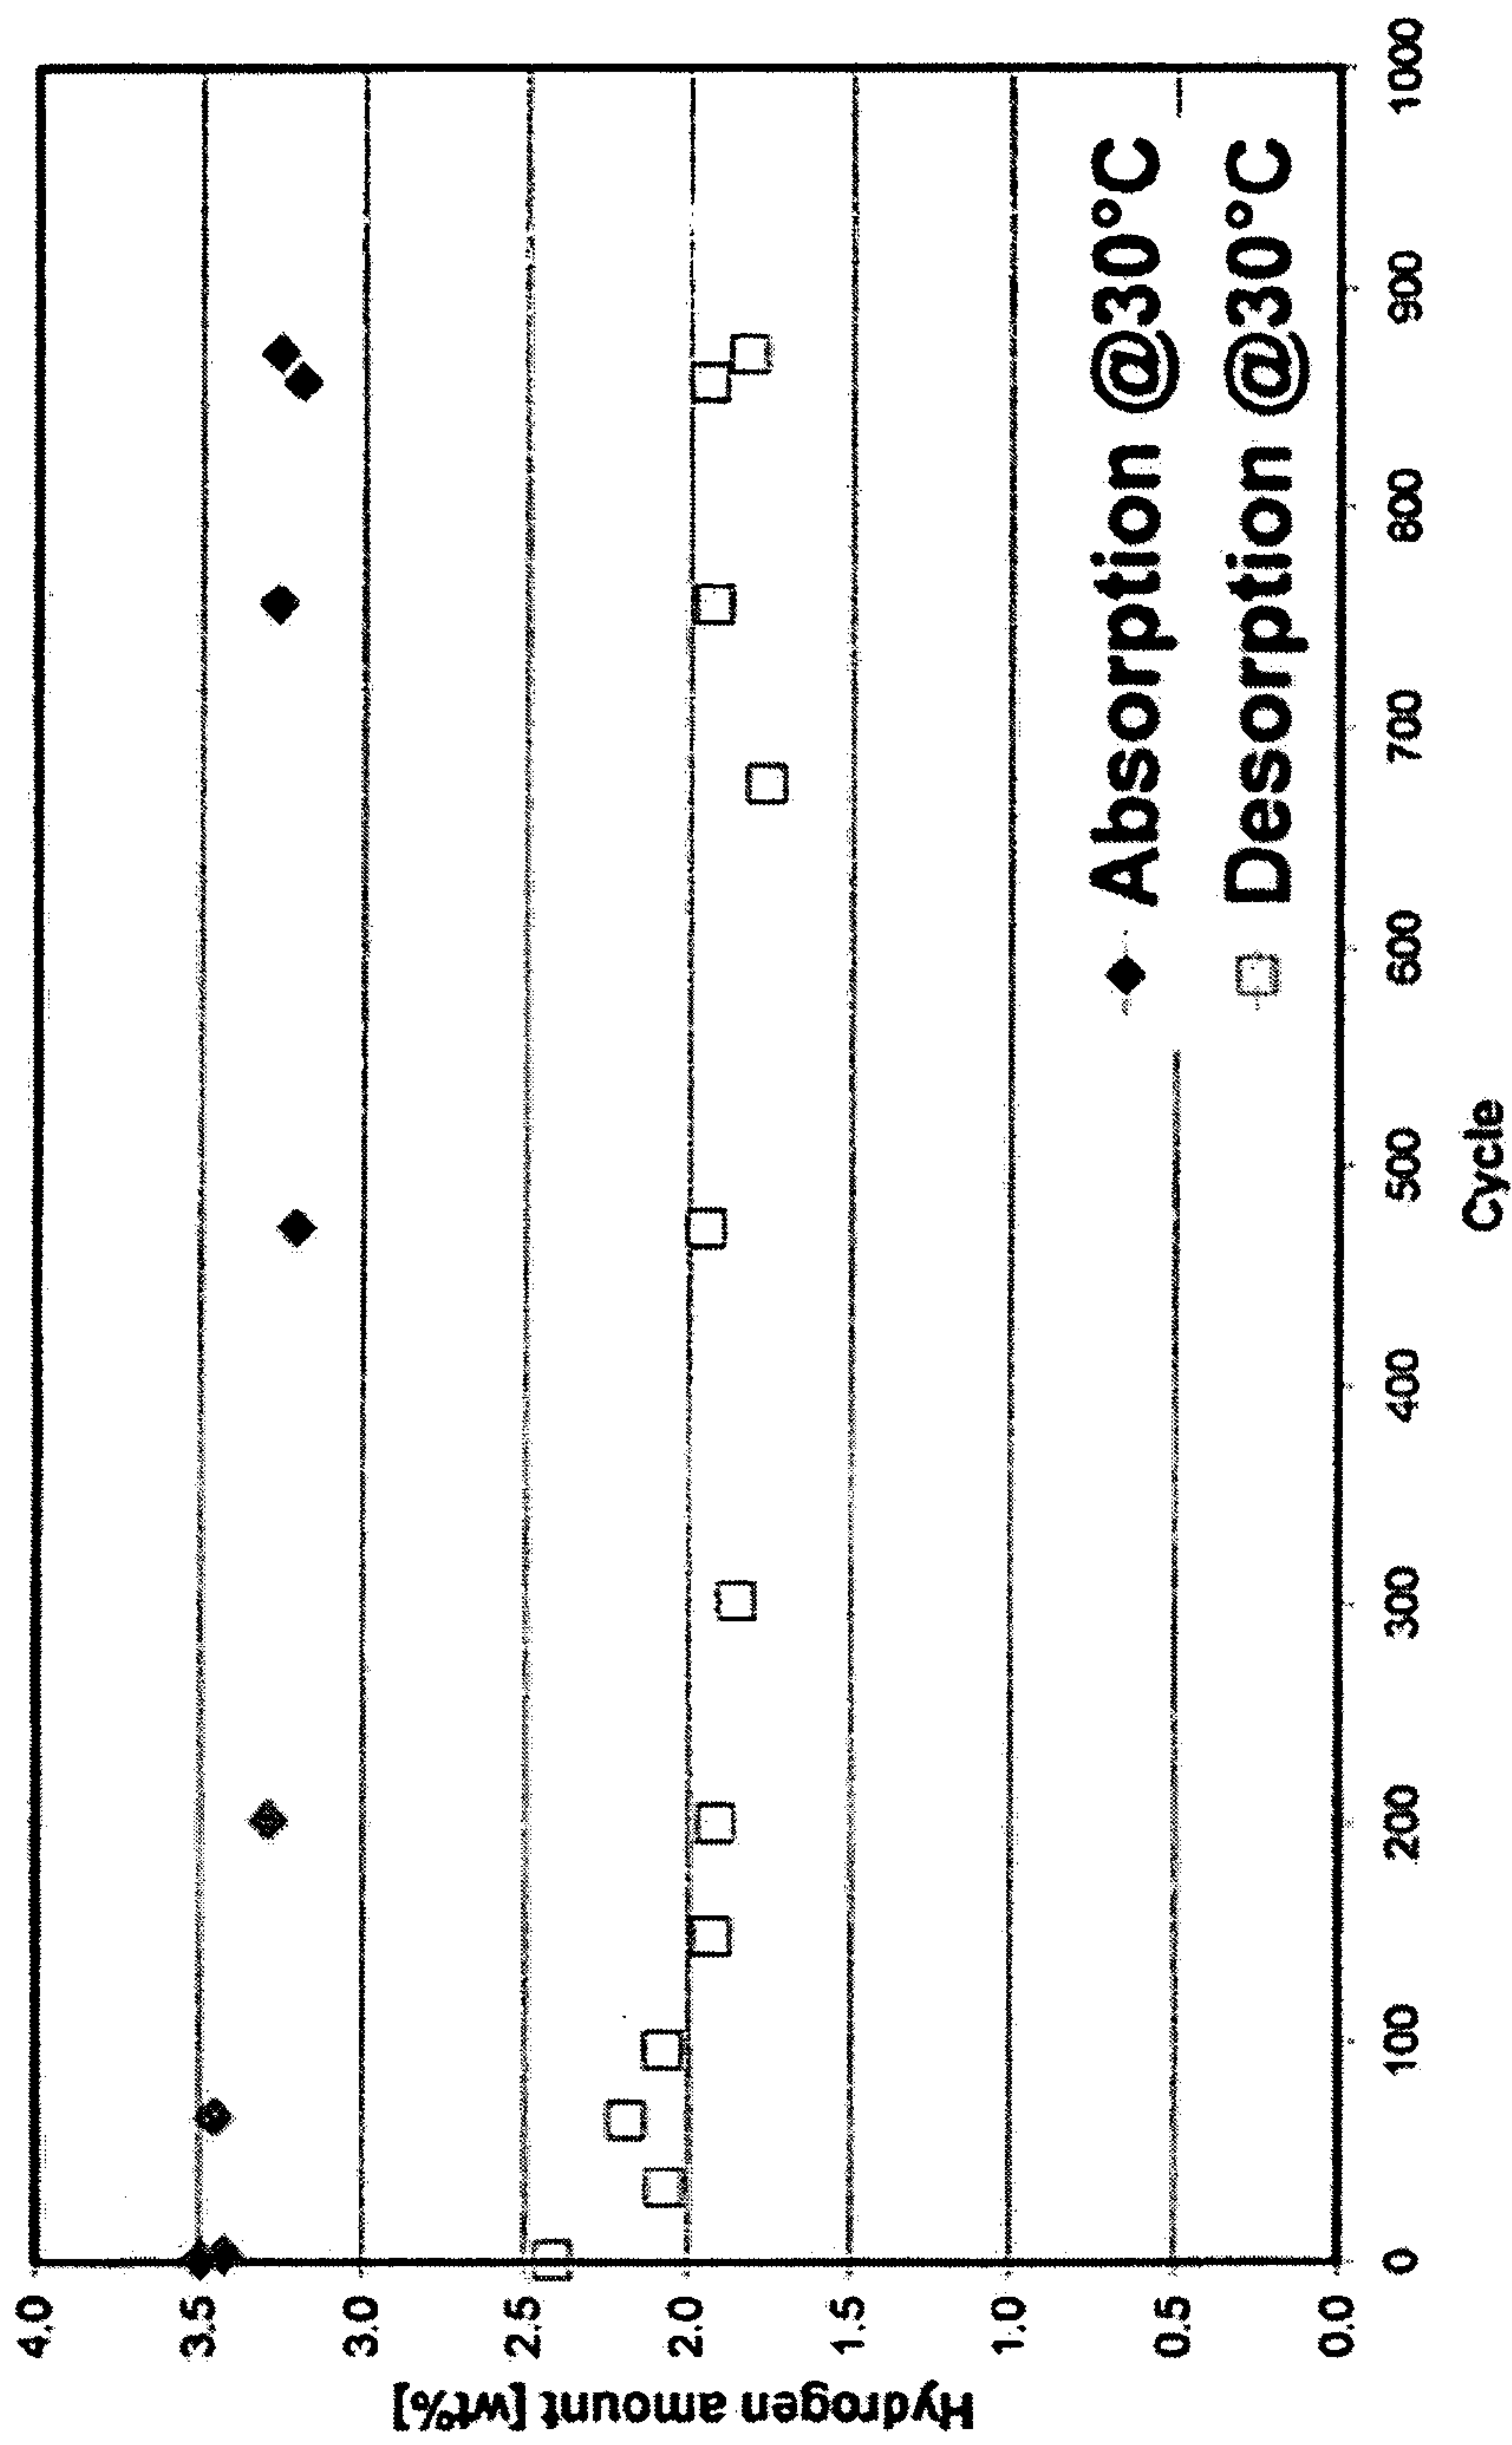 Hydrogen amount [wt%]
4.0
3.5
3.0
2.5
2.0
1.5
1.0
0.5
0.0
Absorption @30°C
Desorption @30°C
0 100 200 300 400 500 600 700 800 900 1000
Cycle